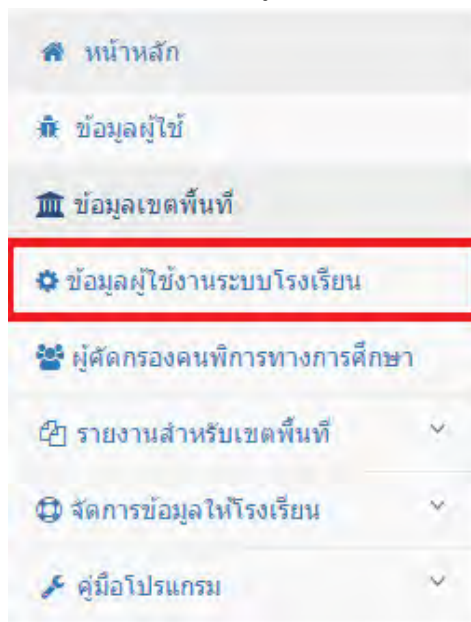 หน้าหลัก
ข้อมูลผู้ใช้
ข้อมูลเขตพื้นที่
ข้อมูลผู้ใช้งานระบบโรงเรียน
ผู้คัดกรองคนพิการทางการศึกษา
รายงานสำหรับเขตพื้นที่
จัดการข้อมูลให้โรงเรียน
คู่มือโปรแกรม